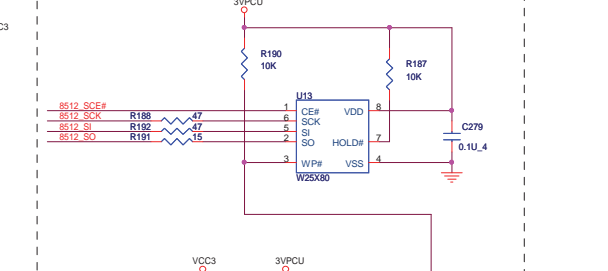 3VPCU
C3
R190
10K
R187
10K
U13
8512_SCE# 1 CE# VDD 8
8512_SCK R188 47 6 SCK
8512_SI R192 47 5 SI
8512_SO R191 15 2 SO HOLD# 7
C279
0.1U_4
3 WP# VSS 4
W25X80
VCC3 3VPCU